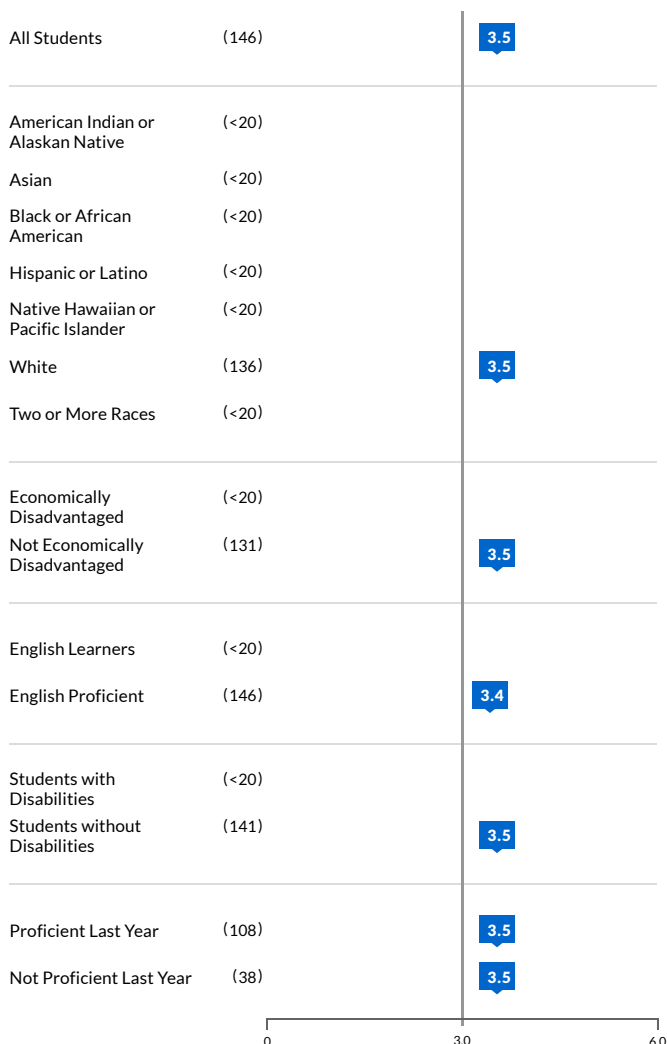 All Students (146) 3.5
American Indian or (<20)
Alaskan Native
Asian (<20)
Black or African (<20)
American
Hispanic or Latino (<20)
Native Hawaiian or (<20)
Pacific Islander
White (136) 3.5
Two or More Races (<20)
Economically (<20)
Disadvantaged
Not Economically (131) 3.5
Disadvantaged
English Learners (<20)
English Proficient (146) 3.4
Students with (<20)
Disabilities
Students without (141) 3.5
Disabilities
Proficient Last Year (108) 3.5
Not Proficient Last Year (38) 3.5
0 3.0 6.0